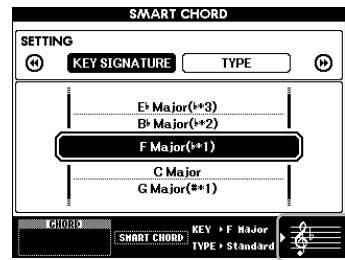 SMART CHORD
SETTING
KEY SIGNATURE TYPE
E♭ Major(♭*3)
B♭ Major(♭*2)
F Major(♭*1)
C Major
G Major(#*1)
CHORD
SMART CHORD
KEY ▸ F Major
TYPE ▸ Standard